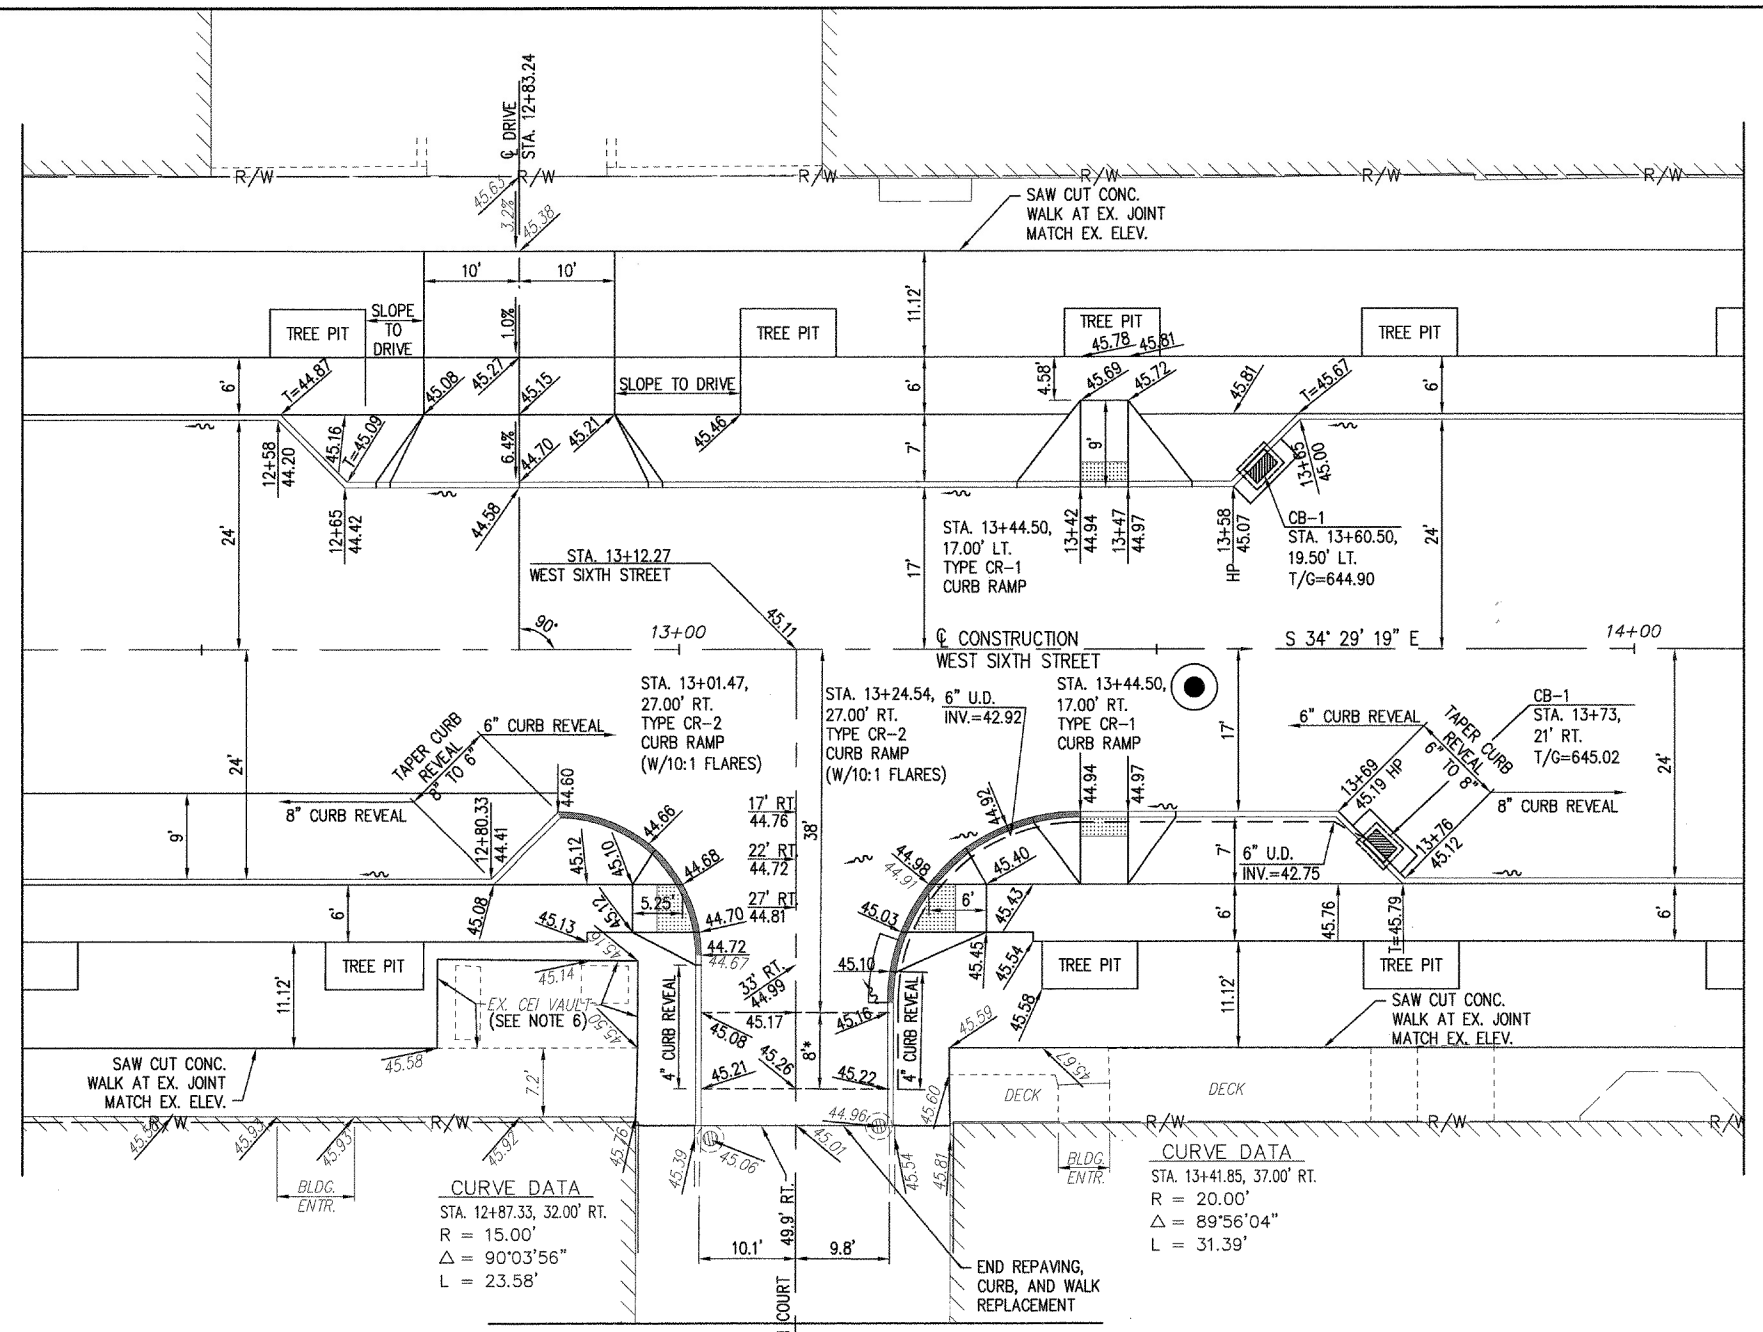 ℄ DRIVE
STA. 12+83.24
R/W
R/W
R/W
R/W
R/W
R/W
45.63
3.2%
45.38
SAW CUT CONC.
WALK AT EX. JOINT
MATCH EX. ELEV.
10'
10'
11.12'
TREE PIT
SLOPE
TO
DRIVE
1.0%
TREE PIT
TREE PIT
TREE PIT
45.78
45.81
6'
T=44.87
45.08
45.27
45.15
SLOPE TO DRIVE
6'
4.58'
45.69
45.72
45.81
T=45.67
6'
12+58
44.20
45.16
T=45.09
6.4%
44.70
45.21
45.46
7'
9'
13+65
45.00
24'
12+65
44.42
44.58
17'
STA. 13+44.50,
17.00' LT.
TYPE CR-1
CURB RAMP
13+42
44.94
13+47
44.97
HP 13+58
45.07
CB-1
STA. 13+60.50,
19.50' LT.
T/G=644.90
24'
STA. 13+12.27
WEST SIXTH STREET
90°
13+00
45.11
℄ CONSTRUCTION
WEST SIXTH STREET
S 34° 29' 19" E
14+00
STA. 13+01.47,
27.00' RT.
TYPE CR-2
CURB RAMP
(W/10:1 FLARES)
STA. 13+24.54,
27.00' RT.
TYPE CR-2
CURB RAMP
(W/10:1 FLARES)
6" U.D.
INV.=42.92
STA. 13+44.50,
17.00' RT.
TYPE CR-1
CURB RAMP
17'
CB-1
STA. 13+73,
21' RT.
T/G=645.02
24'
TAPER CURB
REVEAL
8" TO 6"
6" CURB REVEAL
8" CURB REVEAL
6" CURB REVEAL
TAPER CURB
REVEAL
6" TO 8"
8" CURB REVEAL
24'
9'
44.60
12+80.33
44.41
45.12
45.10
44.66
44.68
17' RT.
44.76
22' RT.
44.72
27' RT.
44.81
38'
44.92
44.94
44.97
13+69
45.19 HP
13+76
45.12
44.98
44.91
45.40
7'
6" U.D.
INV.=42.75
6'
45.08
45.13
45.12
5.25'
44.70
44.72
44.67
45.03
6'
45.43
6'
45.76
T=45.79
6'
TREE PIT
45.16
45.14
45.10
45.45
45.54
TREE PIT
TREE PIT
11.12'
EX. CEI VAULT
(SEE NOTE 6)
45.50
4" CURB REVEAL
33' RT.
44.99
45.17
45.08
45.16
4" CURB REVEAL
45.59
45.58
11.12'
SAW CUT CONC.
WALK AT EX. JOINT
MATCH EX. ELEV.
SAW CUT CONC.
WALK AT EX. JOINT
MATCH EX. ELEV.
45.58
7.2'
45.21
45.26
8'*
45.22
45.60
DECK
45.67
DECK
R/W
R/W
R/W
R/W
R/W
45.93
45.93
45.92
45.76
45.39
45.06
44.96
45.01
45.54
45.81
BLDG.
ENTR.
BLDG.
ENTR.
CURVE DATA
STA. 12+87.33, 32.00' RT.
R = 15.00'
Δ = 90°03'56"
L = 23.58'
CURVE DATA
STA. 13+41.85, 37.00' RT.
R = 20.00'
Δ = 89°56'04"
L = 31.39'
49.9' RT.
10.1'
9.8'
COURT
END REPAVING,
CURB, AND WALK
REPLACEMENT